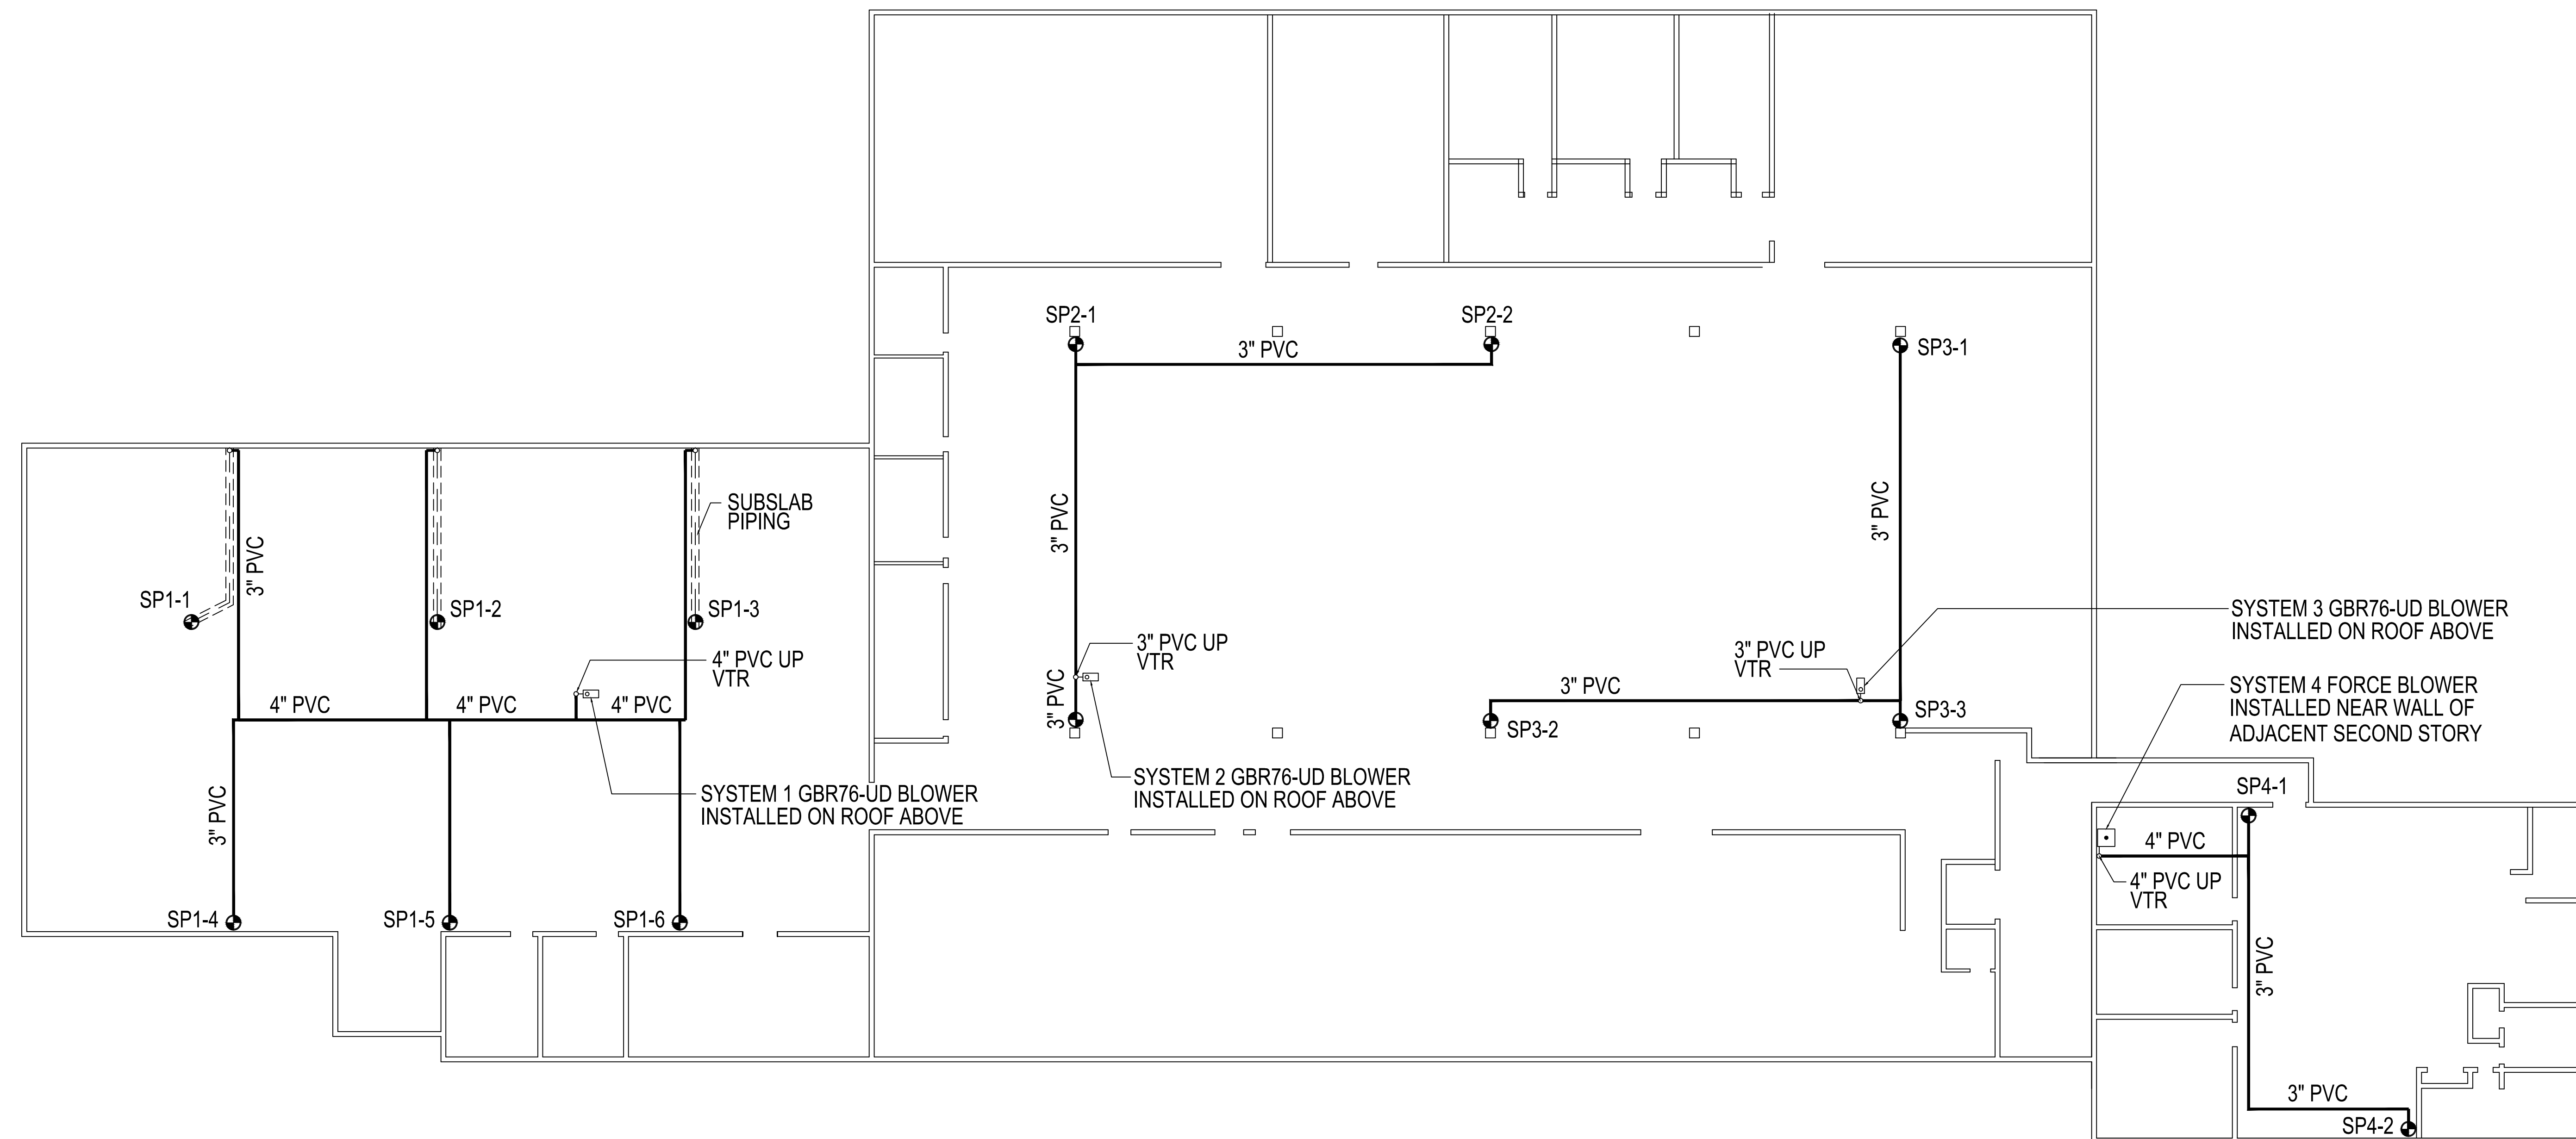 SP2-1
SP2-2
3" PVC
SP3-1
SUBSLAB
PIPING
3" PVC
3" PVC
3" PVC
SP1-1
SP1-2
SP1-3
4" PVC UP
VTR
3" PVC UP
VTR
3" PVC UP
VTR
SYSTEM 3 GBR76-UD BLOWER
INSTALLED ON ROOF ABOVE
4" PVC
4" PVC
4" PVC
3" PVC
3" PVC
SP3-2
SP3-3
SYSTEM 4 FORCE BLOWER
INSTALLED NEAR WALL OF
ADJACENT SECOND STORY
SYSTEM 1 GBR76-UD BLOWER
INSTALLED ON ROOF ABOVE
SYSTEM 2 GBR76-UD BLOWER
INSTALLED ON ROOF ABOVE
SP4-1
3" PVC
4" PVC
4" PVC UP
VTR
SP1-4
SP1-5
SP1-6
3" PVC
3" PVC
SP4-2